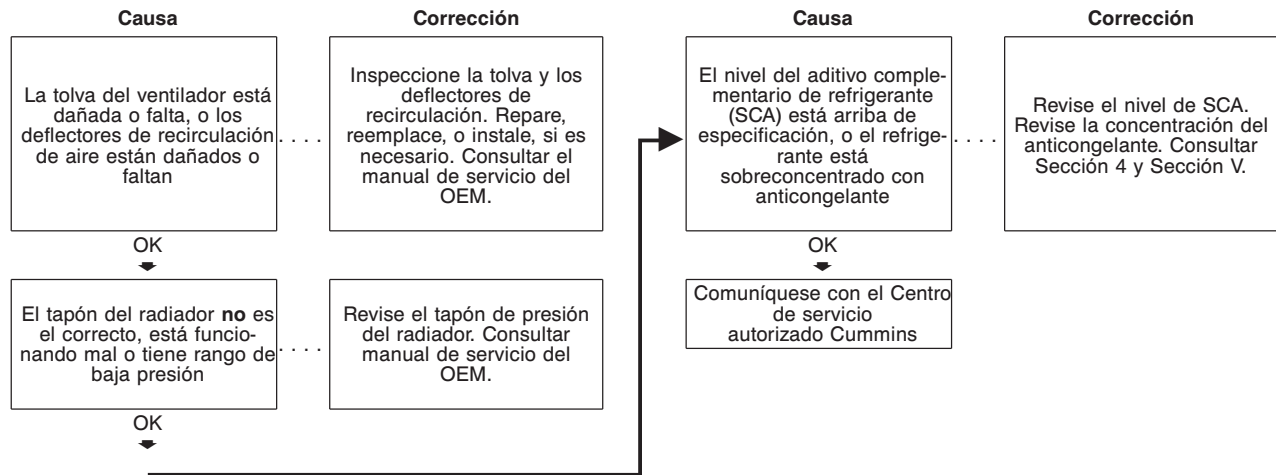 Causa
Corrección
La tolva del ventilador está
dañada o falta, o los
deflectores de recirculación
de aire están dañados o
faltan
. . . .
Inspeccione la tolva y los
deflectores de
recirculación. Repare,
reemplace, o instale, si es
necesario. Consultar el
manual de servicio del
OEM.
OK
El tapón del radiador no es
el correcto, está funcio-
nando mal o tiene rango de
baja presión
. . . .
Revise el tapón de presión
del radiador. Consultar
manual de servicio del
OEM.
OK
Causa
Corrección
El nivel del aditivo comple-
mentario de refrigerante
(SCA) está arriba de
especificación, o el refrige-
rante está
sobreconcentrado con
anticongelante
. . . .
Revise el nivel de SCA.
Revise la concentración del
anticongelante. Consultar
Sección 4 y Sección V.
OK
Comuníquese con el Centro
de servicio
autorizado Cummins